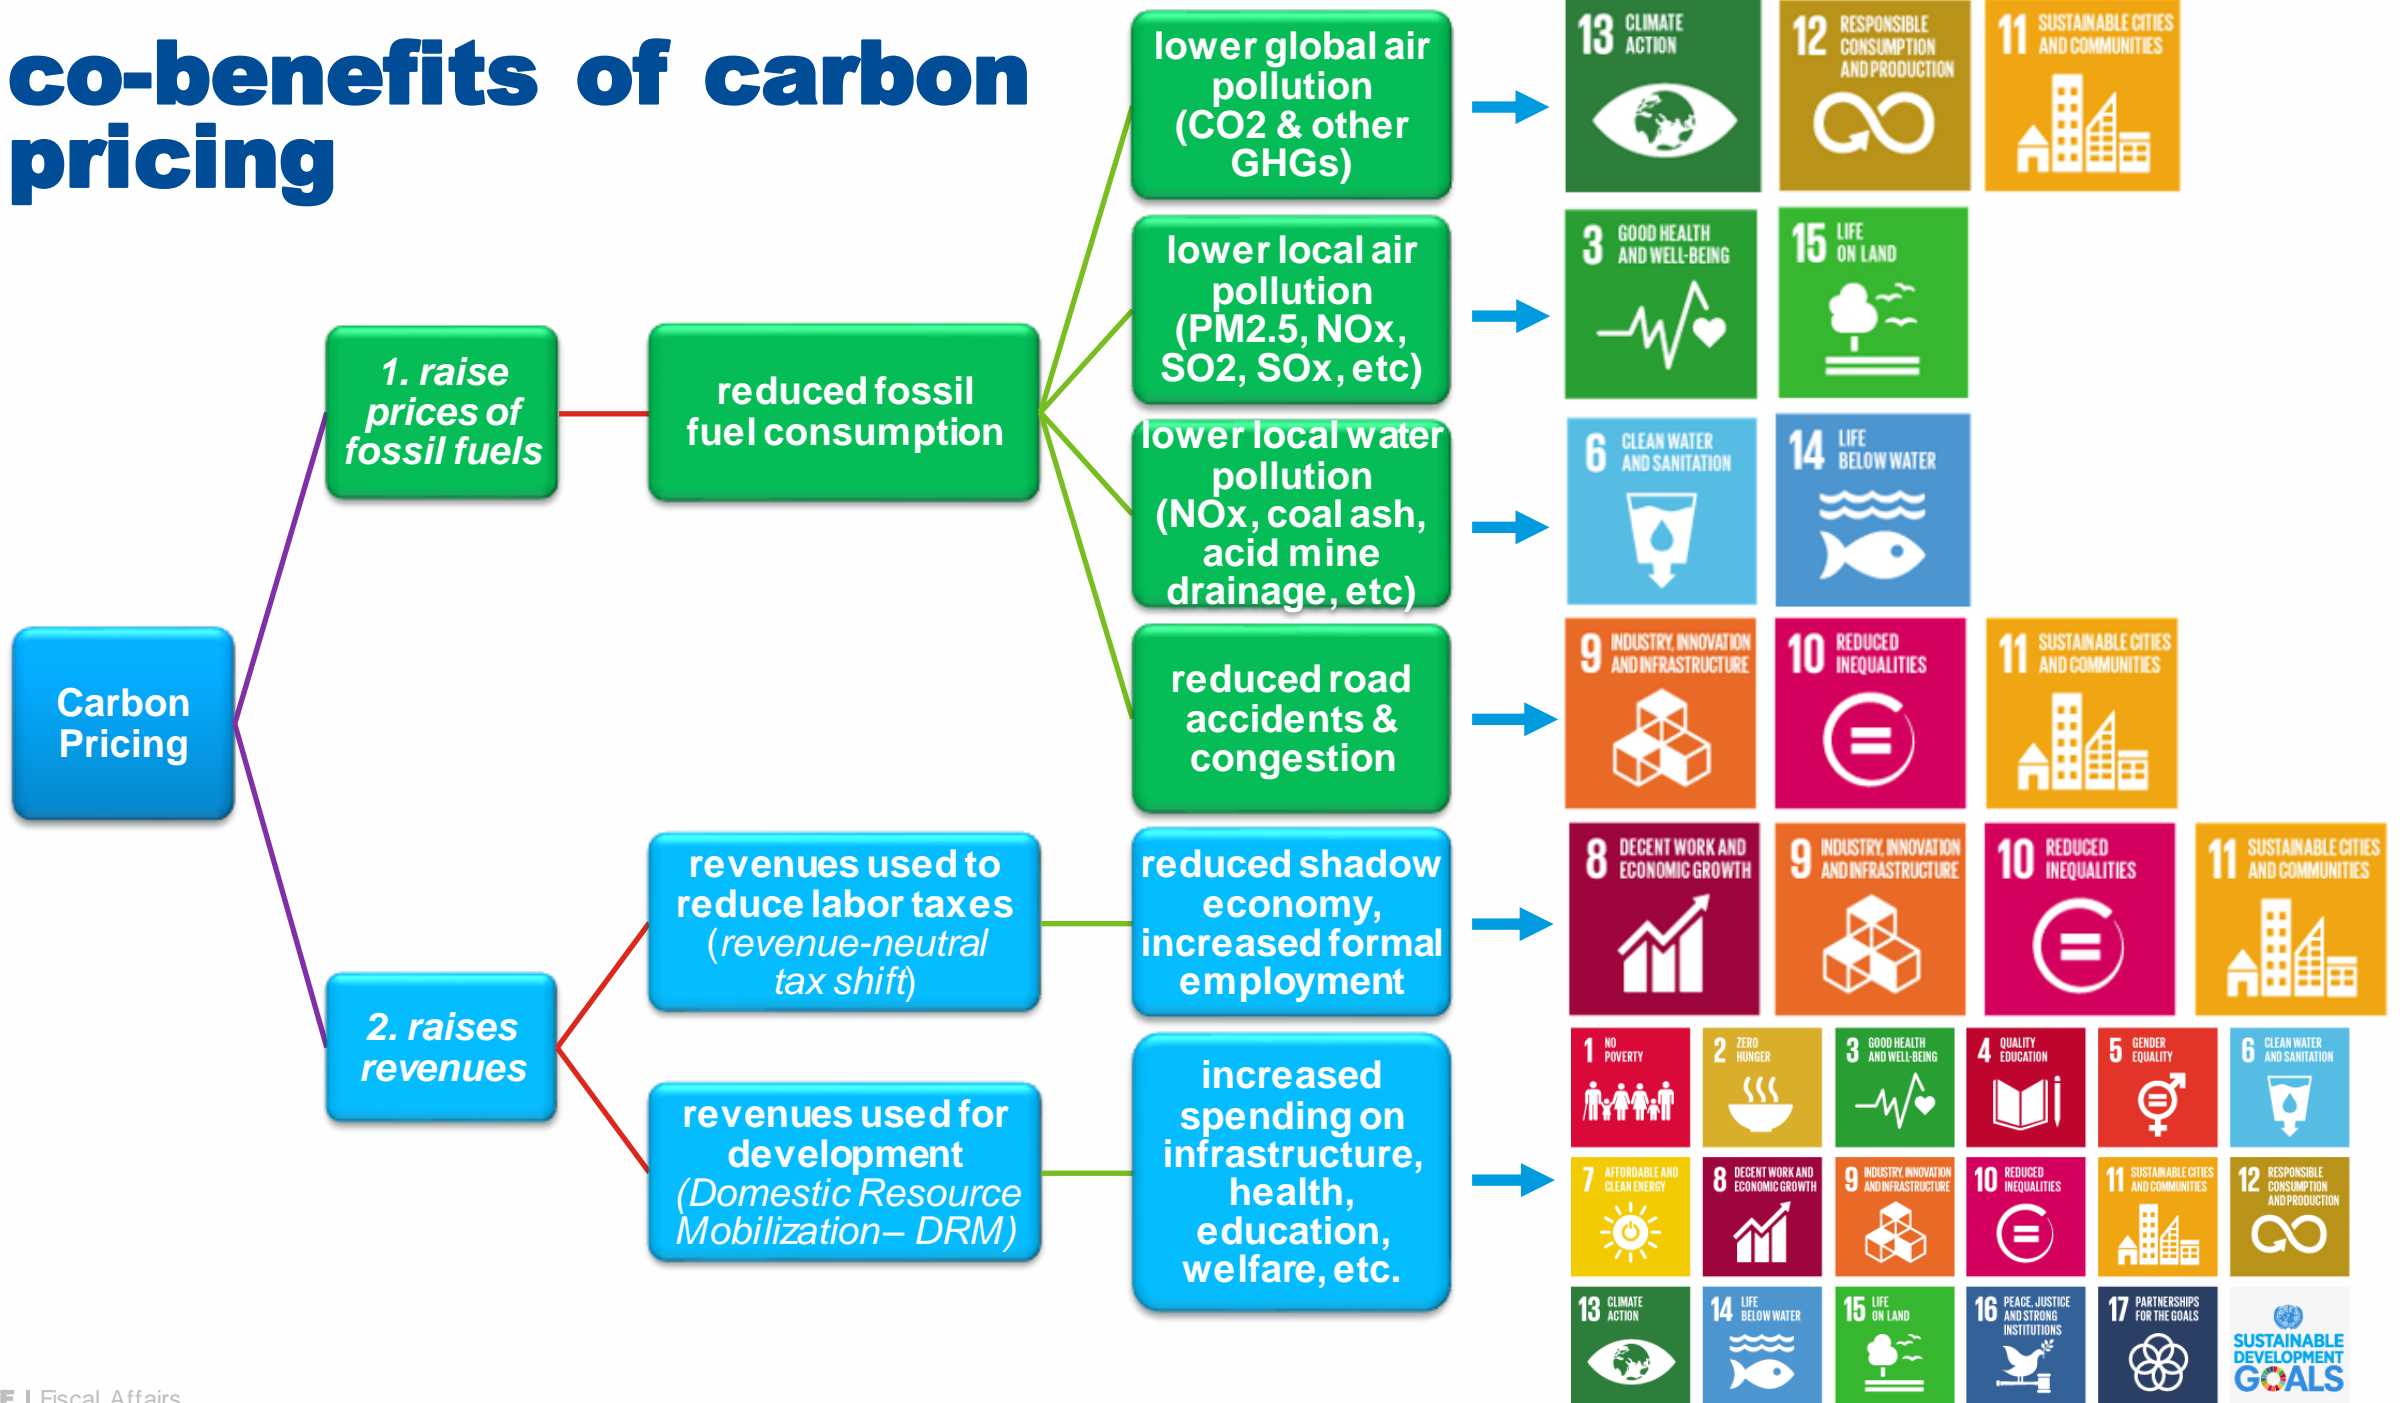 co-benefits of carbon
pricing
Carbon
Pricing
1. raise
prices of
fossil fuels
reduced fossil
fuel consumption
lower global air
pollution
(CO2 & other
GHGs)
13 CLIMATE
ACTION
12 RESPONSIBLE
CONSUMPTION
AND PRODUCTION
11 SUSTAINABLE CITIES
AND COMMUNITIES
lower local air
pollution
(PM2.5, NOx,
SO2, SOx, etc)
3 GOOD HEALTH
AND WELL-BEING
15 LIFE
ON LAND
lower local water
pollution
(NOx, coal ash,
acid mine
drainage, etc)
6 CLEAN WATER
AND SANITATION
14 LIFE
BELOW WATER
reduced road
accidents &
congestion
9 INDUSTRY, INNOVATION
AND INFRASTRUCTURE
10 REDUCED
INEQUALITIES
11 SUSTAINABLE CITIES
AND COMMUNITIES
2. raises
revenues
revenues used to
reduce labor taxes
(revenue-neutral
tax shift)
reduced shadow
economy,
increased formal
employment
8 DECENT WORK AND
ECONOMIC GROWTH
9 INDUSTRY, INNOVATION
AND INFRASTRUCTURE
10 REDUCED
INEQUALITIES
11 SUSTAINABLE CITIES
AND COMMUNITIES
revenues used for
development
(Domestic Resource
Mobilization– DRM)
increased
spending on
infrastructure,
health,
education,
welfare, etc.
1 NO
POVERTY
2 ZERO
HUNGER
3 GOOD HEALTH
AND WELL-BEING
4 QUALITY
EDUCATION
5 GENDER
EQUALITY
6 CLEAN WATER
AND SANITATION
7 AFFORDABLE AND
CLEAN ENERGY
8 DECENT WORK AND
ECONOMIC GROWTH
9 INDUSTRY, INNOVATION
AND INFRASTRUCTURE
10 REDUCED
INEQUALITIES
11 SUSTAINABLE CITIES
AND COMMUNITIES
12 RESPONSIBLE
CONSUMPTION
AND PRODUCTION
13 CLIMATE
ACTION
14 LIFE
BELOW WATER
15 LIFE
ON LAND
16 PEACE, JUSTICE
AND STRONG
INSTITUTIONS
17 PARTNERSHIPS
FOR THE GOALS
SUSTAINABLE
DEVELOPMENT
GOALS
| Fiscal Affairs